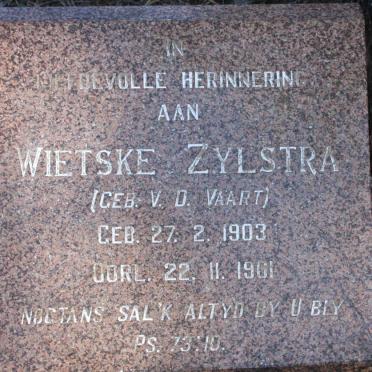 IN
LIEFDEVOLLE HERINNERING
AAN
WIETSKE ZYLSTRA
(GEB. V. D. VAART)
GEB. 27. 2. 1903
OORL. 22. 11. 1961
NOGTANS SAL'K ALTYD BY U BLY
PS. 73:10.